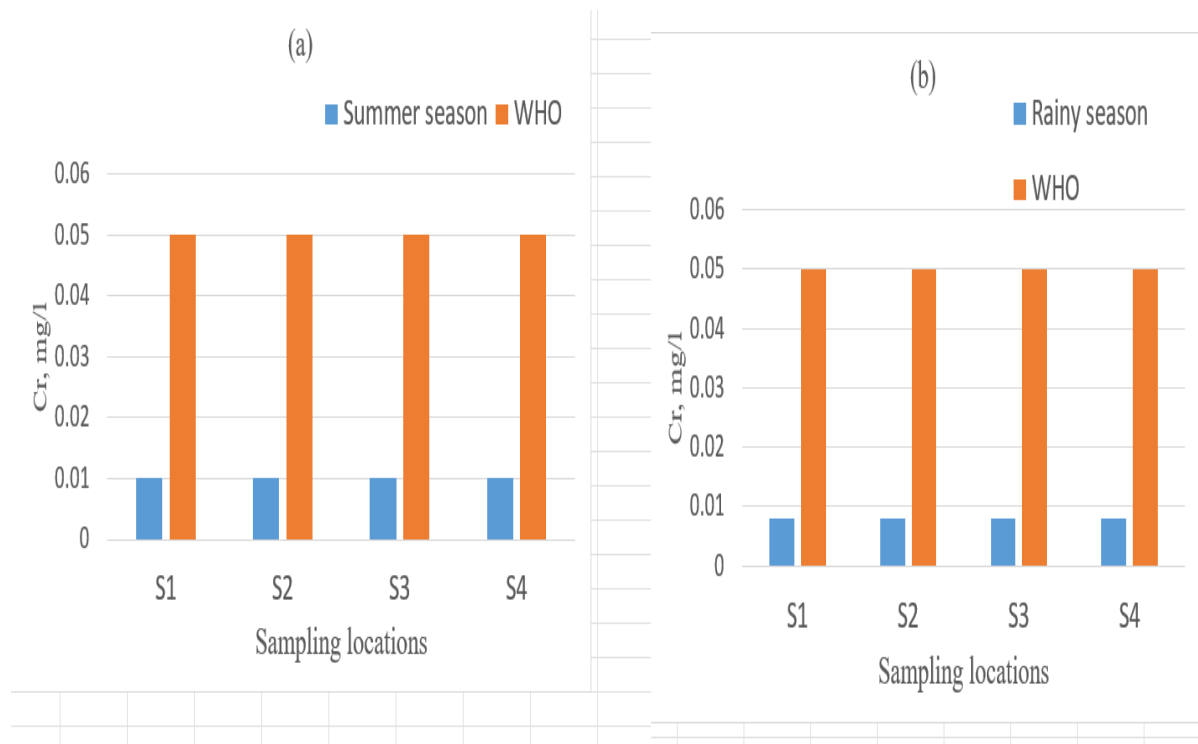 (a)
Summer season WHO
0.06
0.05
0.04
0.03
0.02
0.01
0
Cr, mg/l
S1 S2 S3 S4
Sampling locations
(b)
Rainy season
WHO
0.06
0.05
0.04
0.03
0.02
0.01
0
Cr, mg/l
S1 S2 S3 S4
Sampling locations